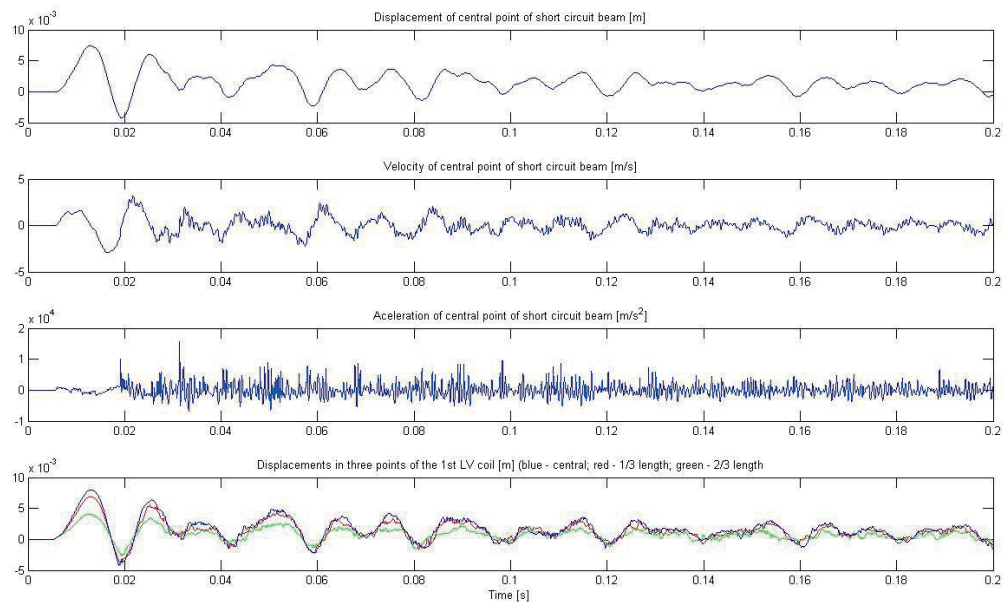 Displacement of central point of short circuit beam [m]
x 10⁻³
10
5
0
-5
0 0.02 0.04 0.06 0.08 0.1 0.12 0.14 0.16 0.18 0.2
Velocity of central point of short circuit beam [m/s]
5
0
-5
0 0.02 0.04 0.06 0.08 0.1 0.12 0.14 0.16 0.18 0.2
Aceleration of central point of short circuit beam [m/s²]
x 10⁴
2
1
0
-1
0 0.02 0.04 0.06 0.08 0.1 0.12 0.14 0.16 0.18 0.2
Displacements in three points of the 1st LV coil [m] (blue - central; red - 1/3 length; green - 2/3 length
x 10⁻³
10
5
0
-5
0 0.02 0.04 0.06 0.08 0.1 0.12 0.14 0.16 0.18 0.2
Time [s]